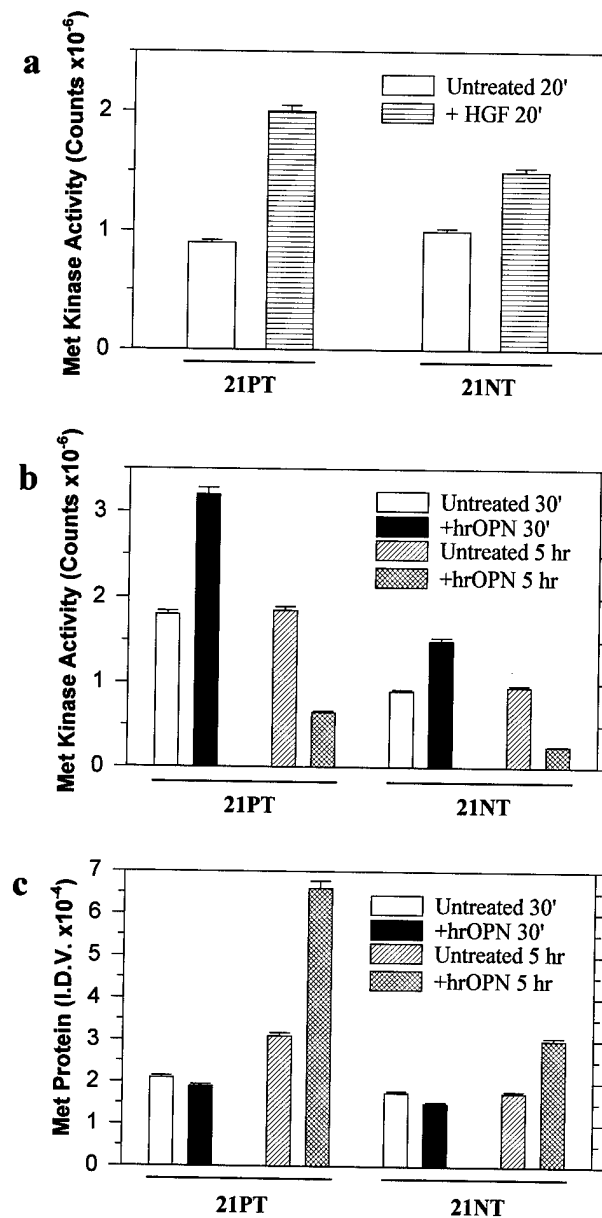 a
Met Kinase Activity (Counts x10⁻⁶)
2
1
0
Untreated 20'
+ HGF 20'
21PT
21NT
b
Met Kinase Activity (Counts x10⁻⁶)
3
2
1
0
Untreated 30'
+hrOPN 30'
Untreated 5 hr
+hrOPN 5 hr
21PT
21NT
c
Met Protein (I.D.V. x10⁻⁴)
7
6
5
4
3
2
1
0
Untreated 30'
+hrOPN 30'
Untreated 5 hr
+hrOPN 5 hr
21PT
21NT